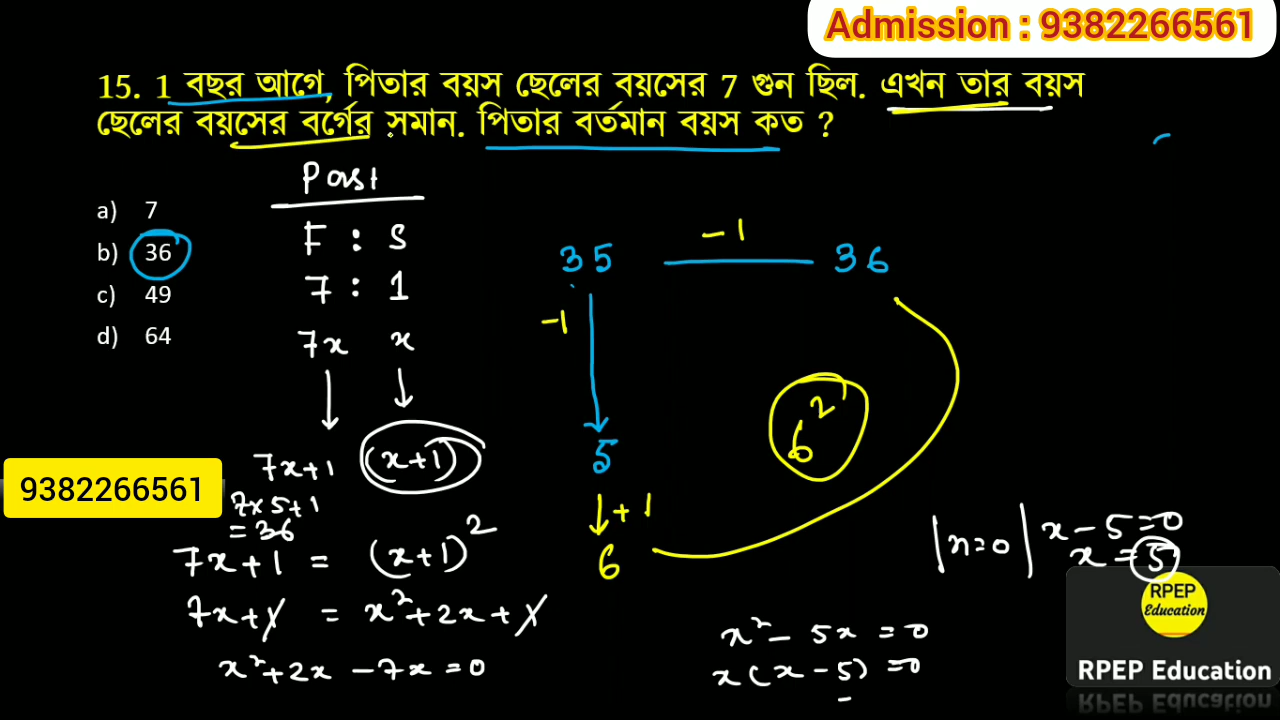 Admission : 9382266561
15. 1 বছর আগে, পিতার বয়স ছেলের বয়সের 7 গুন ছিল. এখন তার বয়স
ছেলের বয়সের বর্গের সমান. পিতার বর্তমান বয়স কত ?
a) 7
b) 36
c) 49
d) 64
Past
F : S
7 : 1
7x x
7x+1 (x+1)
7x5+1
= 36
7x+1 = (x+1)²
7x+1 = x²+2x+1
x²+2x-7x=0
35 -1 36
-1
5
+1
6
6²
x²-5x=0
x(x-5)=0
n=0
x-5=0
x=5
9382266561
RPEP
Education
RPEP Education